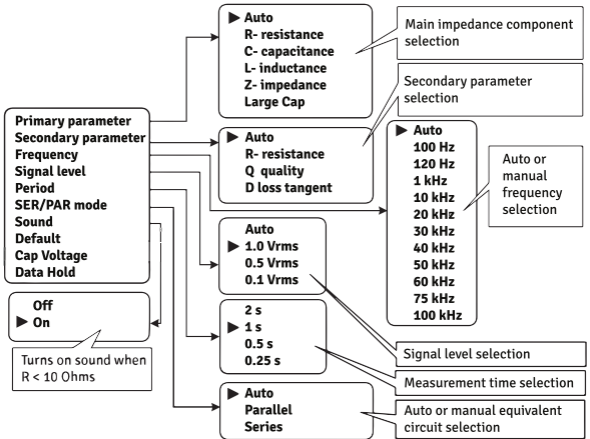 Primary parameter
Secondary parameter
Frequency
Signal level
Period
SER/PAR mode
Sound
Default
Cap Voltage
Data Hold
Off
On
Turns on sound when
R < 10 Ohms
Auto
R- resistance
C- capacitance
L- inductance
Z- impedance
Large Cap
Main impedance component
selection
Auto
R- resistance
Q quality
D loss tangent
Secondary parameter
selection
Auto
100 Hz
120 Hz
1 kHz
10 kHz
20 kHz
30 kHz
40 kHz
50 kHz
60 kHz
75 kHz
100 kHz
Auto or
manual
frequency
selection
Auto
1.0 Vrms
0.5 Vrms
0.1 Vrms
Signal level selection
2 s
1 s
0.5 s
0.25 s
Measurement time selection
Auto
Parallel
Series
Auto or manual equivalent
circuit selection